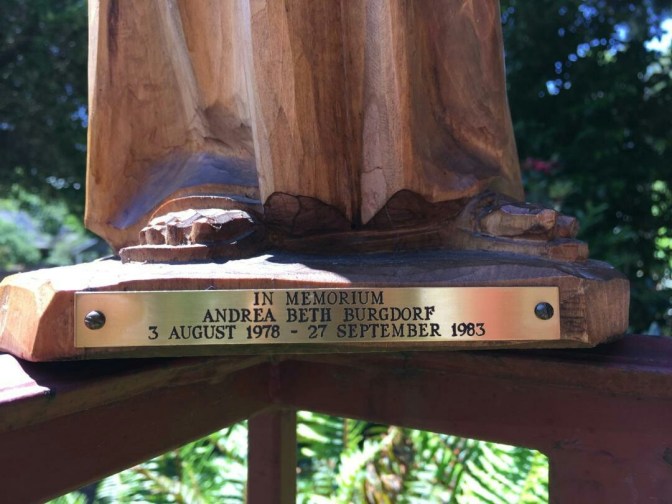 IN MEMORIUM
ANDREA BETH BURGDORF
3 AUGUST 1978 - 27 SEPTEMBER 1983